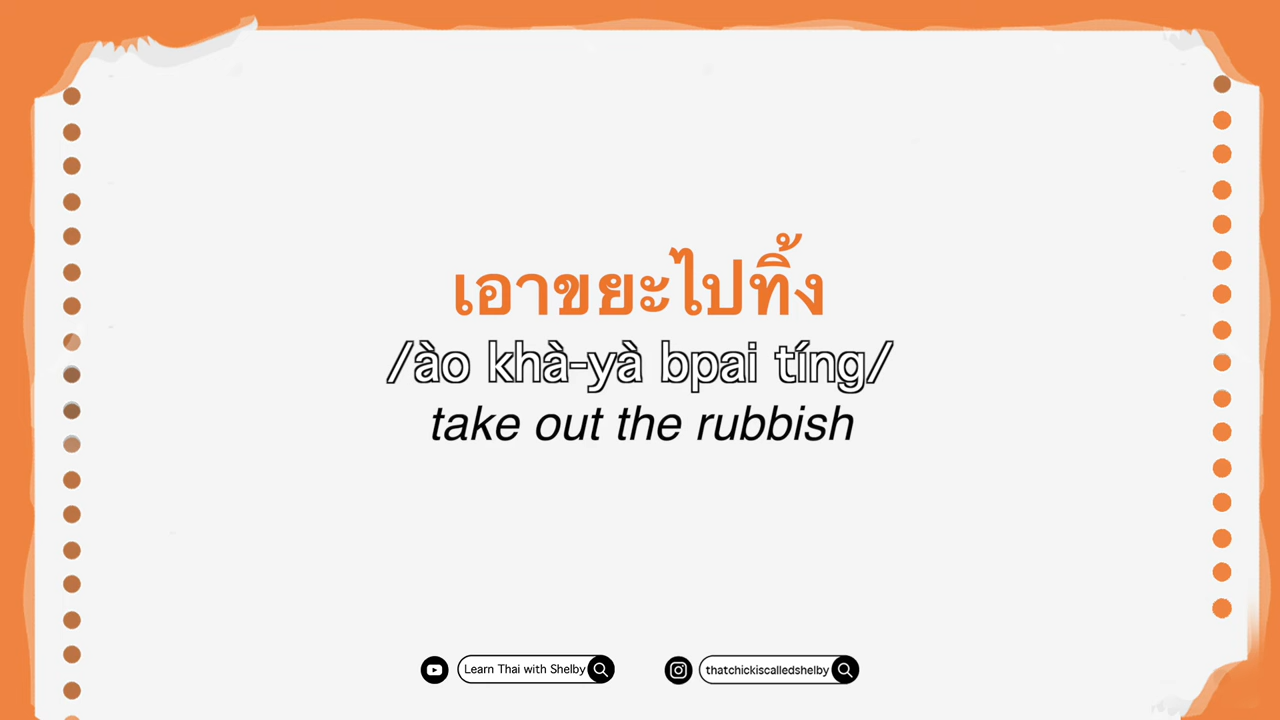 เอาขยะไปทิ้ง
/ào khà-yà bpai tíng/
take out the rubbish
Learn Thai with Shelby
thatchickiscalledshelby